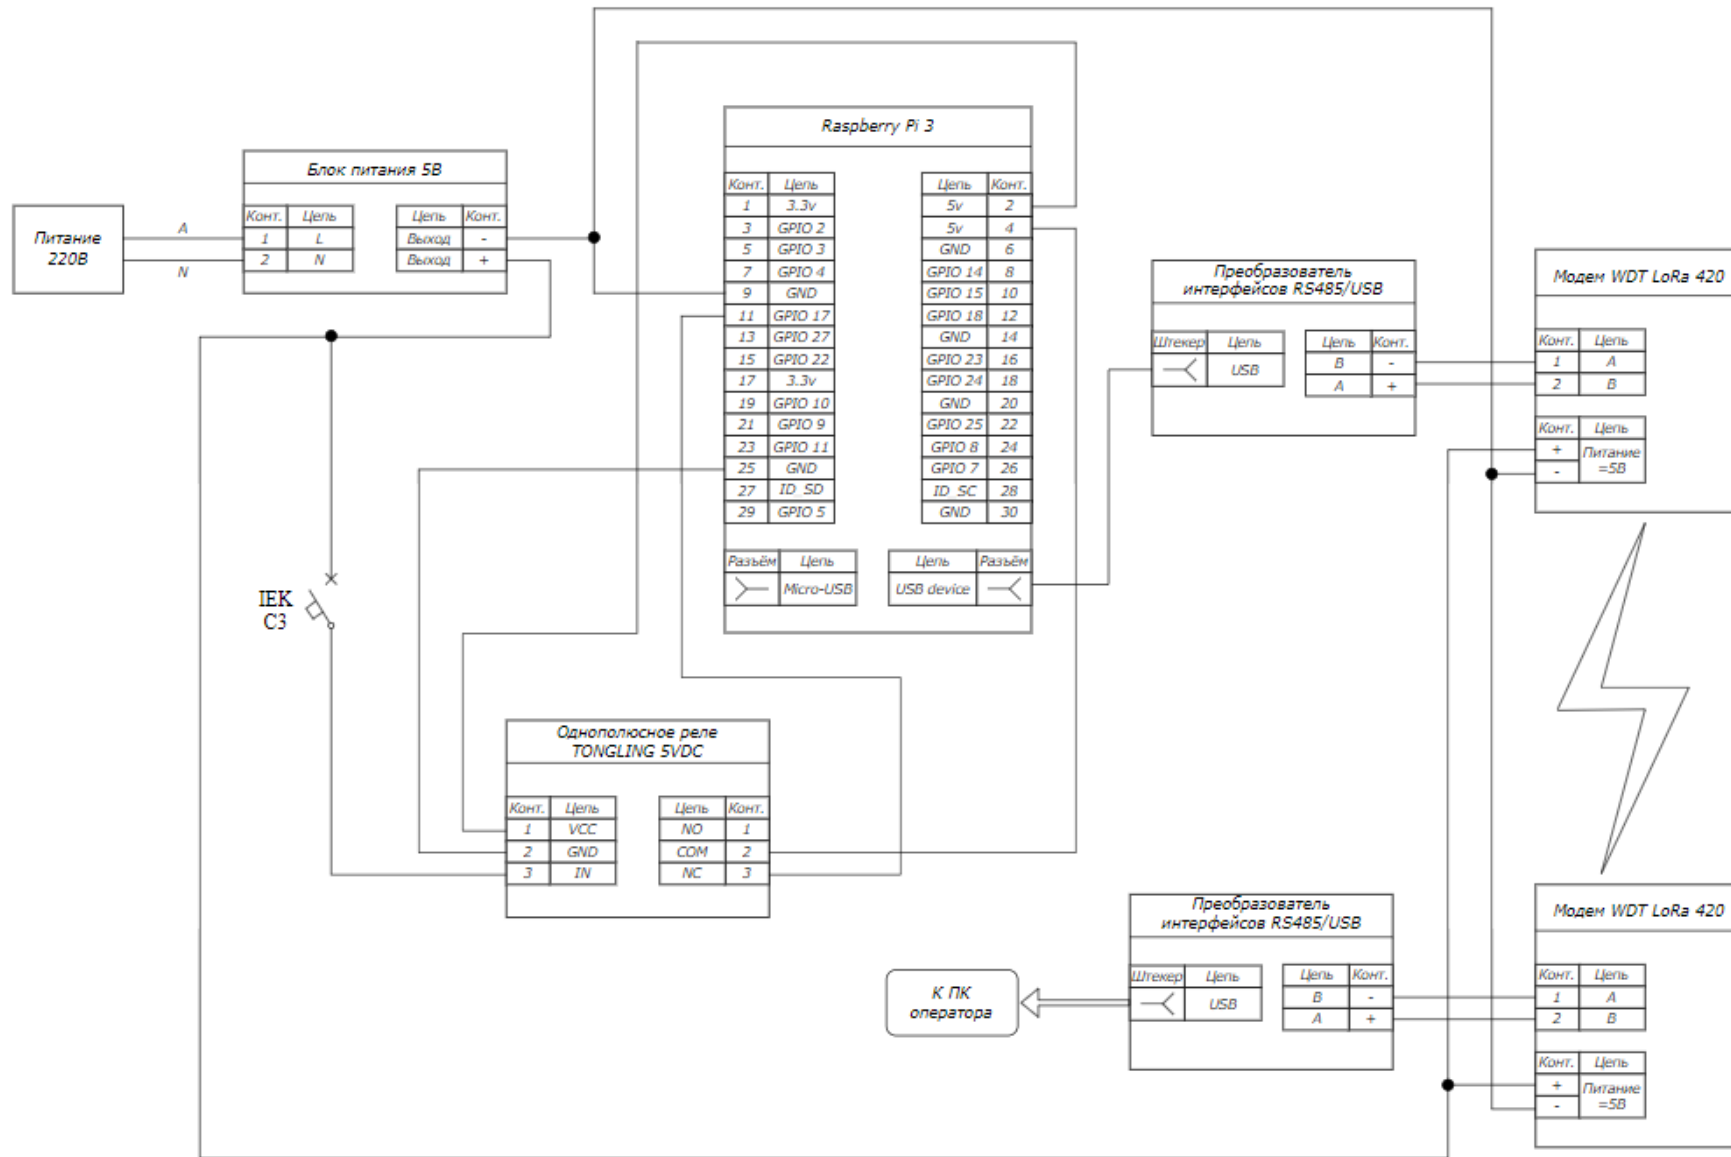 Raspberry Pi 3
Конт. Цепь Цепь Конт.
1 3.3v 5v 2
3 GPIO 2 5v 4
5 GPIO 3 GND 6
7 GPIO 4 GPIO 14 8
9 GND GPIO 15 10
11 GPIO 17 GPIO 18 12
13 GPIO 27 GND 14
15 GPIO 22 GPIO 23 16
17 3.3v GPIO 24 18
19 GPIO 10 GND 20
21 GPIO 9 GPIO 25 22
23 GPIO 11 GPIO 8 24
25 GND GPIO 7 26
27 ID_SD ID_SC 28
29 GPIO 5 GND 30
Разъём Цепь Цепь Разъём
Micro-USB USB device
Блок питания 5В
Конт. Цепь Цепь Конт.
1 L Выход -
2 N Выход +
Питание
220В
A
N
Преобразователь
интерфейсов RS485/USB
Штекер Цепь Цепь Конт.
USB B -
A +
Модем WDT LoRa 420
Конт. Цепь
1 A
2 B
Конт. Цепь
+ Питание
- =5В
IEK
C3
Однополюсное реле
TONGLING 5VDC
Конт. Цепь Цепь Конт.
1 VCC NO 1
2 GND COM 2
3 IN NC 3
Преобразователь
интерфейсов RS485/USB
Штекер Цепь Цепь Конт.
USB B -
A +
К ПК
оператора
Модем WDT LoRa 420
Конт. Цепь
1 A
2 B
Конт. Цепь
+ Питание
- =5В